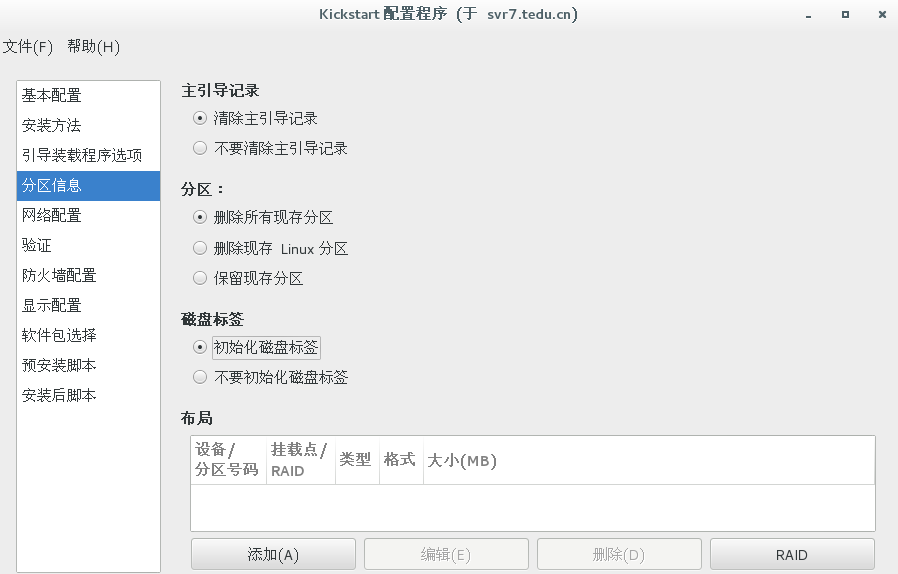 Kickstart 配置程序 (于 svr7.tedu.cn)
文件(F) 帮助(H)
基本配置
安装方法
引导装载程序选项
分区信息
网络配置
验证
防火墙配置
显示配置
软件包选择
预安装脚本
安装后脚本
主引导记录
清除主引导记录
不要清除主引导记录
分区：
删除所有现存分区
删除现存 Linux 分区
保留现存分区
磁盘标签
初始化磁盘标签
不要初始化磁盘标签
布局
设备/
分区号码
挂载点/
RAID
类型
格式
大小(MB)
添加(A)
编辑(E)
删除(D)
RAID